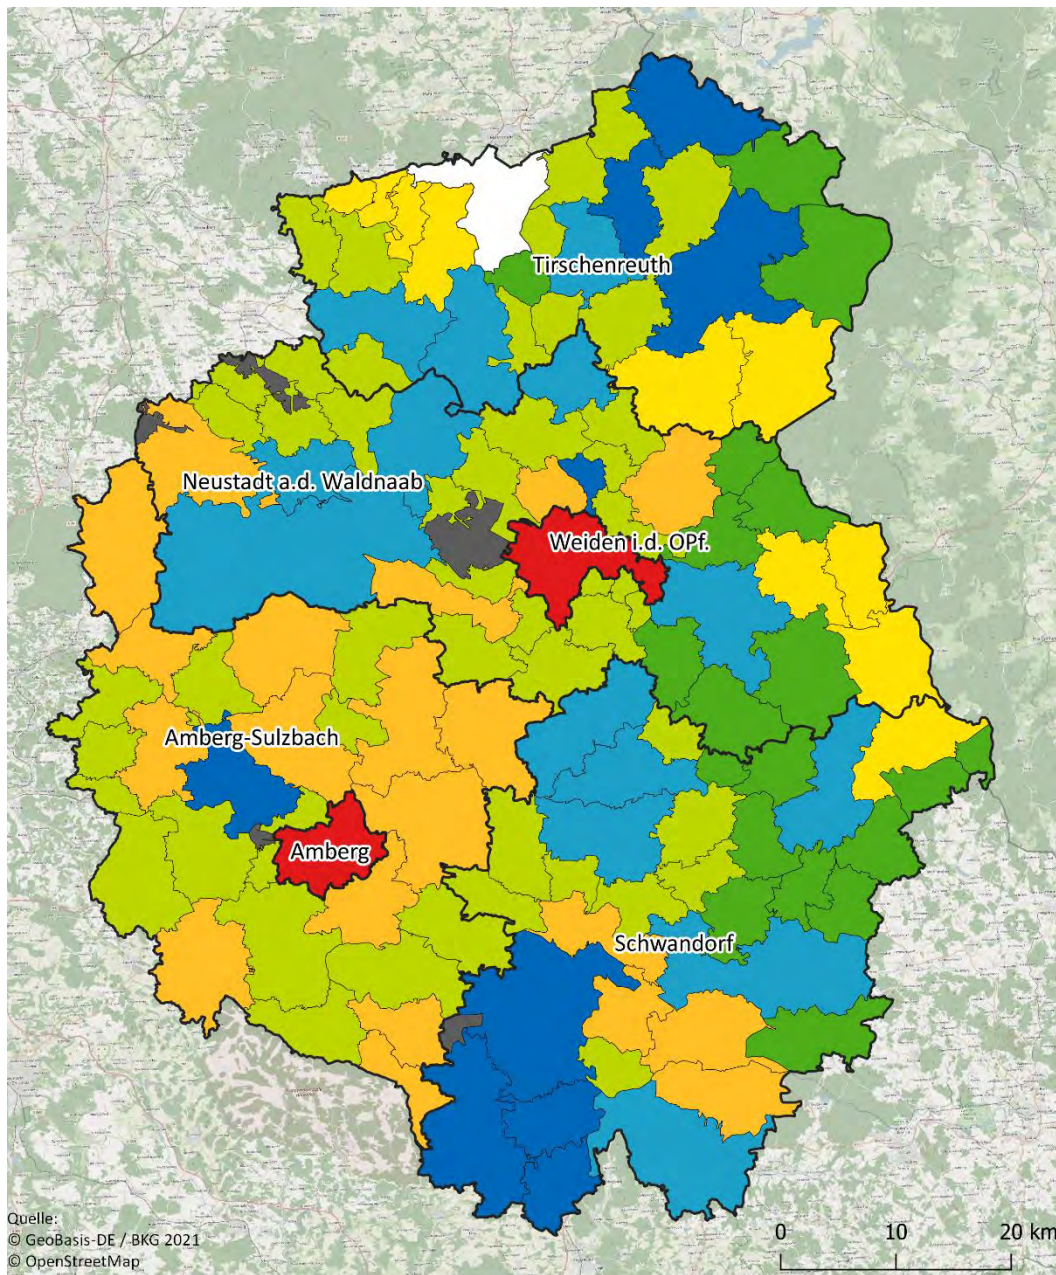 Tirschenreuth
Neustadt a.d. Waldnaab
Weiden i.d. OPf.
Amberg-Sulzbach
Amberg
Schwandorf
Quelle:
© GeoBasis-DE / BKG 2021
© OpenStreetMap
0 10 20 km